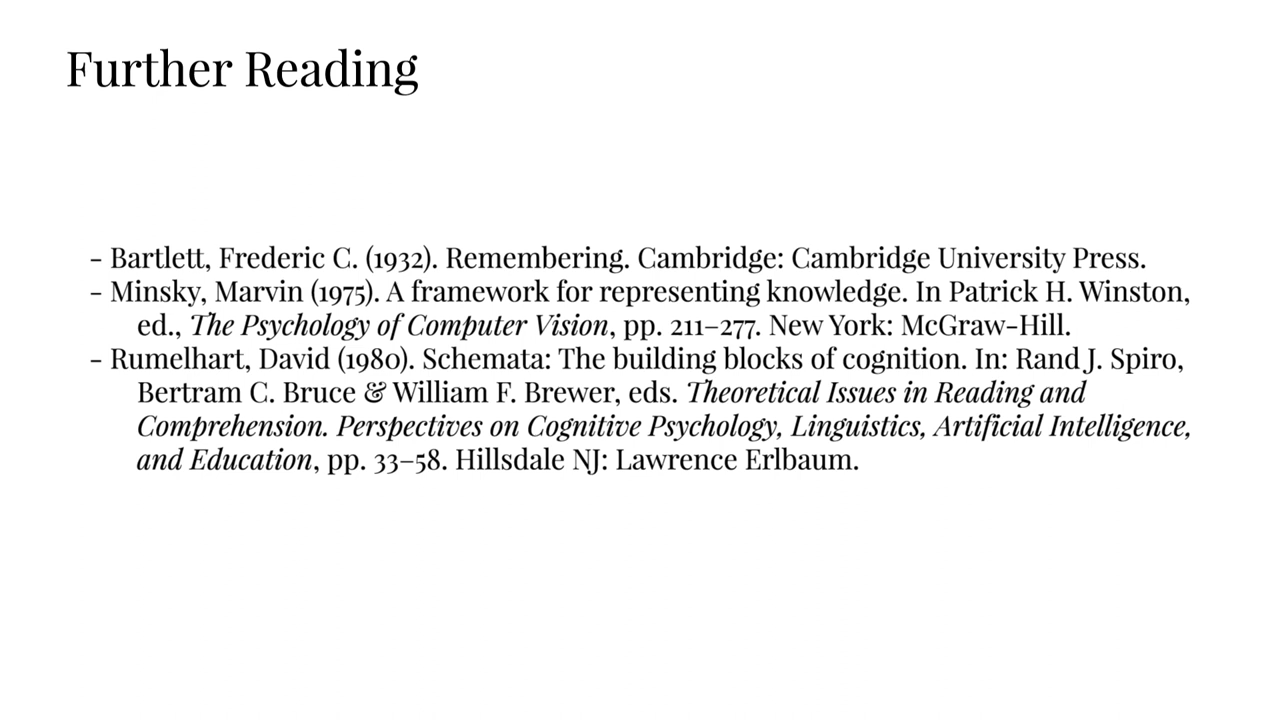 Further Reading
– Bartlett, Frederic C. (1932). Remembering. Cambridge: Cambridge University Press.
– Minsky, Marvin (1975). A framework for representing knowledge. In Patrick H. Winston,
ed., The Psychology of Computer Vision, pp. 211–277. New York: McGraw-Hill.
– Rumelhart, David (1980). Schemata: The building blocks of cognition. In: Rand J. Spiro,
Bertram C. Bruce & William F. Brewer, eds. Theoretical Issues in Reading and
Comprehension. Perspectives on Cognitive Psychology, Linguistics, Artificial Intelligence,
and Education, pp. 33–58. Hillsdale NJ: Lawrence Erlbaum.